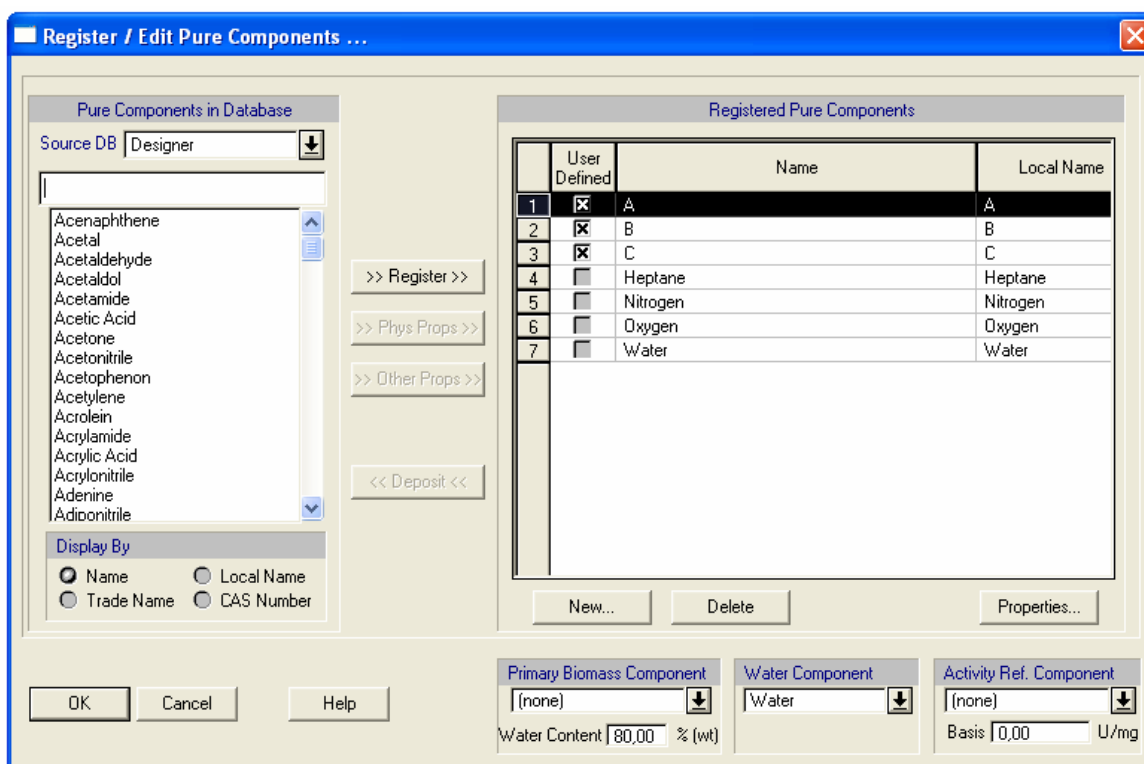 Register / Edit Pure Components ...
Pure Components in Database
Source DB Designer
Acenaphthene
Acetal
Acetaldehyde
Acetaldol
Acetamide
Acetic Acid
Acetone
Acetonitrile
Acetophenon
Acetylene
Acrolein
Acrylamide
Acrylic Acid
Acrylonitrile
Adenine
Adiponitrile
Display By
Name Local Name
Trade Name CAS Number
>> Register >>
>> Phys Props >>
>> Other Props >>
<< Deposit <<
Registered Pure Components
User Defined Name Local Name
1 A A
2 B B
3 C C
4 Heptane Heptane
5 Nitrogen Nitrogen
6 Oxygen Oxygen
7 Water Water
New... Delete Properties...
OK Cancel Help
Primary Biomass Component
(none)
Water Content 80,00 % (wt)
Water Component
Water
Activity Ref. Component
(none)
Basis 0,00 U/mg